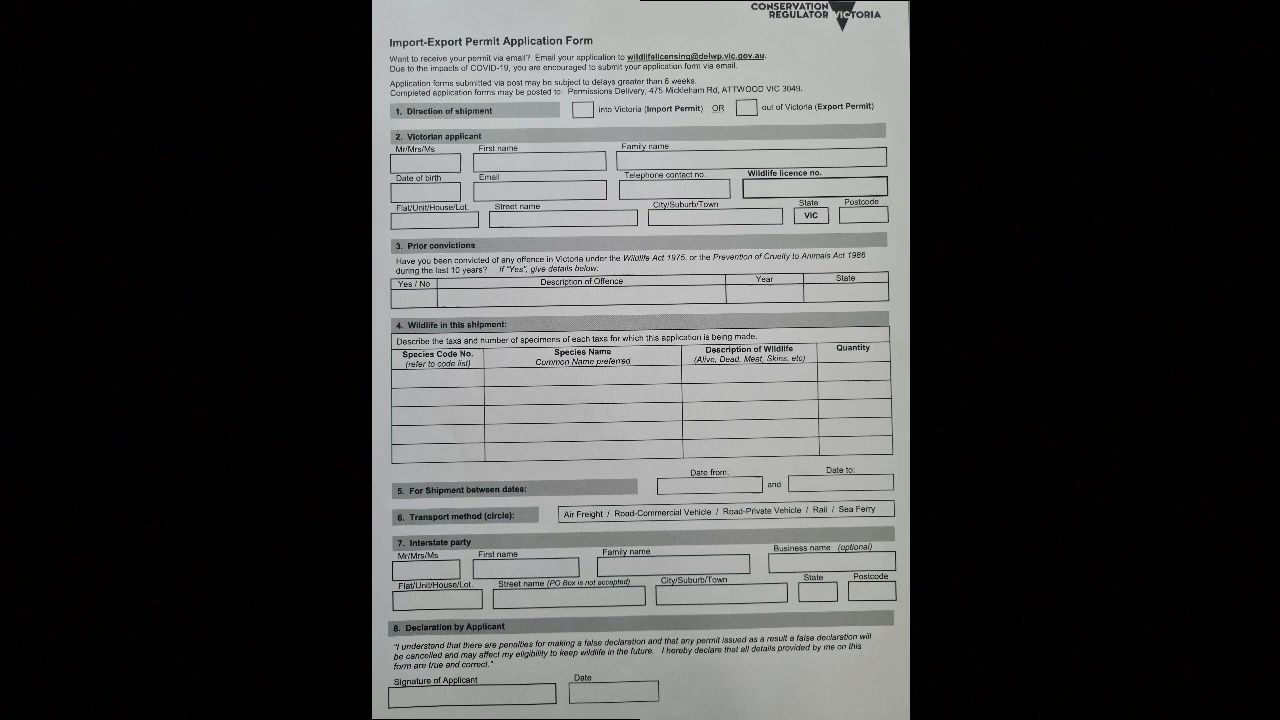 CONSERVATION
REGULATOR VICTORIA
Import-Export Permit Application Form
Want to receive your permit via email? Email your application to wildlifelicensing@delwp.vic.gov.au.
Due to the impacts of COVID-19, you are encouraged to submit your application form via email.
Application forms submitted via post may be subject to delays greater than 6 weeks.
Completed application forms may be posted to: Permissions Delivery, 475 Mickleham Rd, ATTWOOD VIC 3049.
1. Direction of shipment into Victoria (Import Permit) OR out of Victoria (Export Permit)
2. Victorian applicant
Mr/Mrs/Ms First name Family name
Date of birth Email Telephone contact no. Wildlife licence no.
Flat/Unit/House/Lot. Street name City/Suburb/Town State Postcode
VIC
3. Prior convictions
Have you been convicted of any offence in Victoria under the Wildlife Act 1975, or the Prevention of Cruelty to Animals Act 1986
during the last 10 years? If "Yes", give details below.
Yes / No Description of Offence Year State
4. Wildlife in this shipment:
Describe the taxa and number of specimens of each taxa for which this application is being made.
Species Code No. Species Name Description of Wildlife Quantity
(refer to code list) Common Name preferred (Alive, Dead, Meat, Skins, etc)
Date from: Date to:
5. For Shipment between dates: and
6. Transport method (circle): Air Freight / Road-Commercial Vehicle / Road-Private Vehicle / Rail / Sea Ferry
7. Interstate party
Mr/Mrs/Ms First name Family name Business name (optional)
Flat/Unit/House/Lot. Street name (PO Box is not accepted) City/Suburb/Town State Postcode
8. Declaration by Applicant
"I understand that there are penalties for making a false declaration and that any permit issued as a result a false declaration will
be cancelled and may affect my eligibility to keep wildlife in the future. I hereby declare that all details provided by me on this
form are true and correct."
Signature of Applicant Date